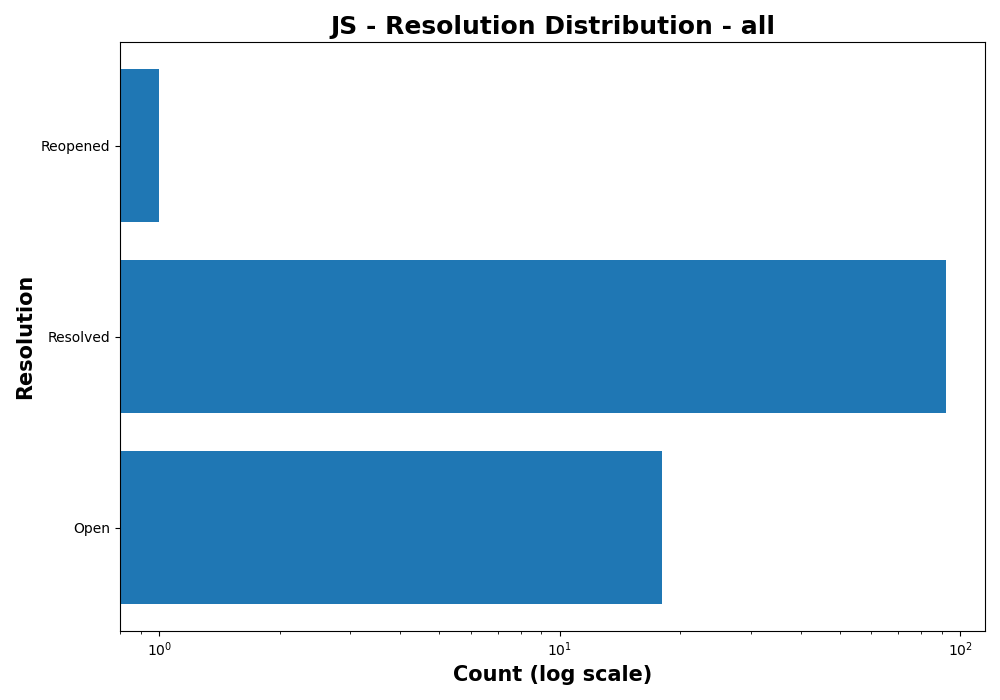 JS - Resolution Distribution - all
Reopened
Resolved
Open
Resolution
10⁰
10¹
10²
Count (log scale)